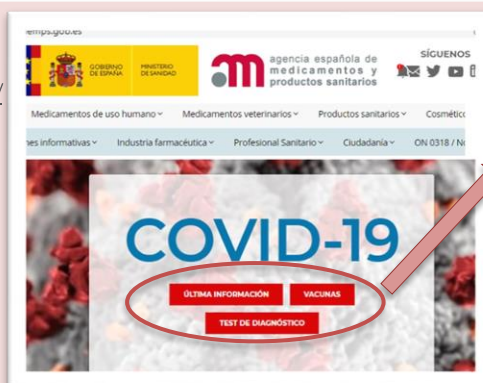 emps.gob.es
GOBIERNO DE ESPAÑA
MINISTERIO DE SANIDAD
agencia española de
medicamentos y
productos sanitarios
SÍGUENOS
Medicamentos de uso humano
Medicamentos veterinarios
Productos sanitarios
Cosmétic
nes informativas
Industria farmacéutica
Profesional Sanitario
Ciudadanía
ON 0318 /
COVID-19
ÚLTIMA INFORMACIÓN
VACUNAS
TEST DE DIAGNÓSTICO